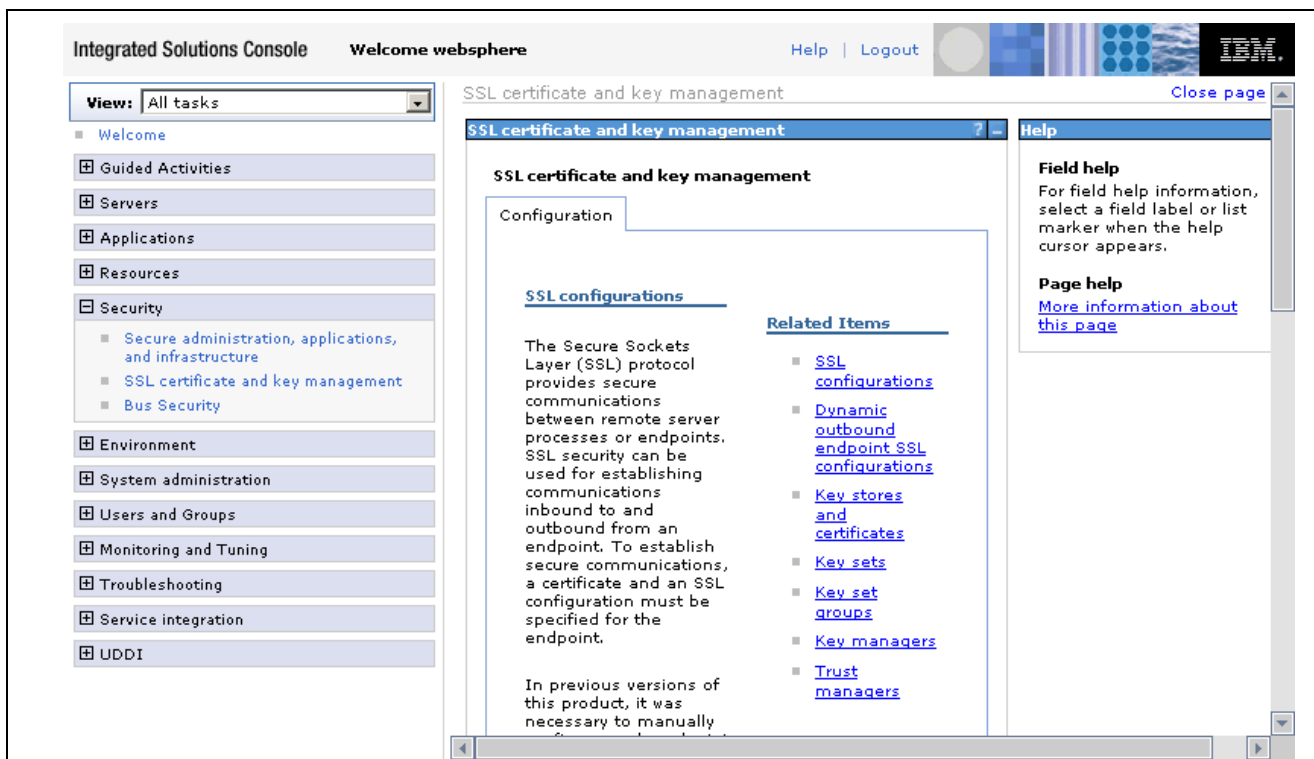 Integrated Solutions Console Welcome websphere Help | Logout IBM.
View: All tasks
Welcome
Guided Activities
Servers
Applications
Resources
Security
Secure administration, applications,
and infrastructure
SSL certificate and key management
Bus Security
Environment
System administration
Users and Groups
Monitoring and Tuning
Troubleshooting
Service integration
UDDI
SSL certificate and key management Close page
SSL certificate and key management ? -
SSL certificate and key management
Configuration
SSL configurations
The Secure Sockets
Layer (SSL) protocol
provides secure
communications
between remote server
processes or endpoints.
SSL security can be
used for establishing
communications
inbound to and
outbound from an
endpoint. To establish
secure communications,
a certificate and an SSL
configuration must be
specified for the
endpoint.
In previous versions of
this product, it was
necessary to manually
Related Items
SSL
configurations
Dynamic
outbound
endpoint SSL
configurations
Key stores
and
certificates
Key sets
Key set
groups
Key managers
Trust
managers
Help
Field help
For field help information,
select a field label or list
marker when the help
cursor appears.
Page help
More information about
this page